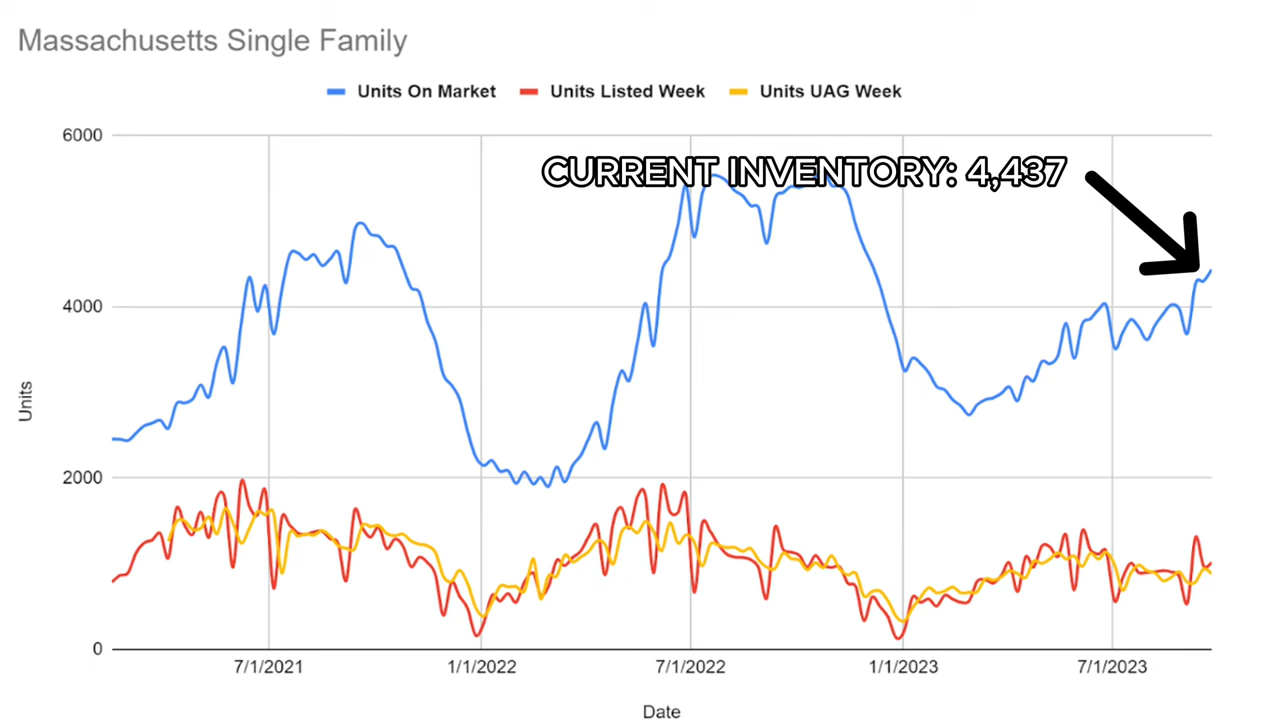 Massachusetts Single Family
Units On Market Units Listed Week Units UAG Week
6000
CURRENT INVENTORY: 4,437
4000
Units
2000
0
7/1/2021 1/1/2022 7/1/2022 1/1/2023 7/1/2023
Date